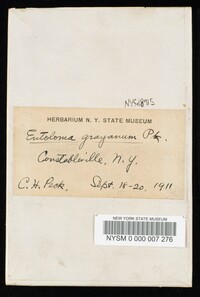 HERBARIUM N. Y. STATE MUSEUM
Entoloma grayanum Pk.
Constableville, N.Y.
C. H. Peck. Sept. 18-20, 1911
NEW YORK STATE MUSEUM
NYSM 0 000 007 276